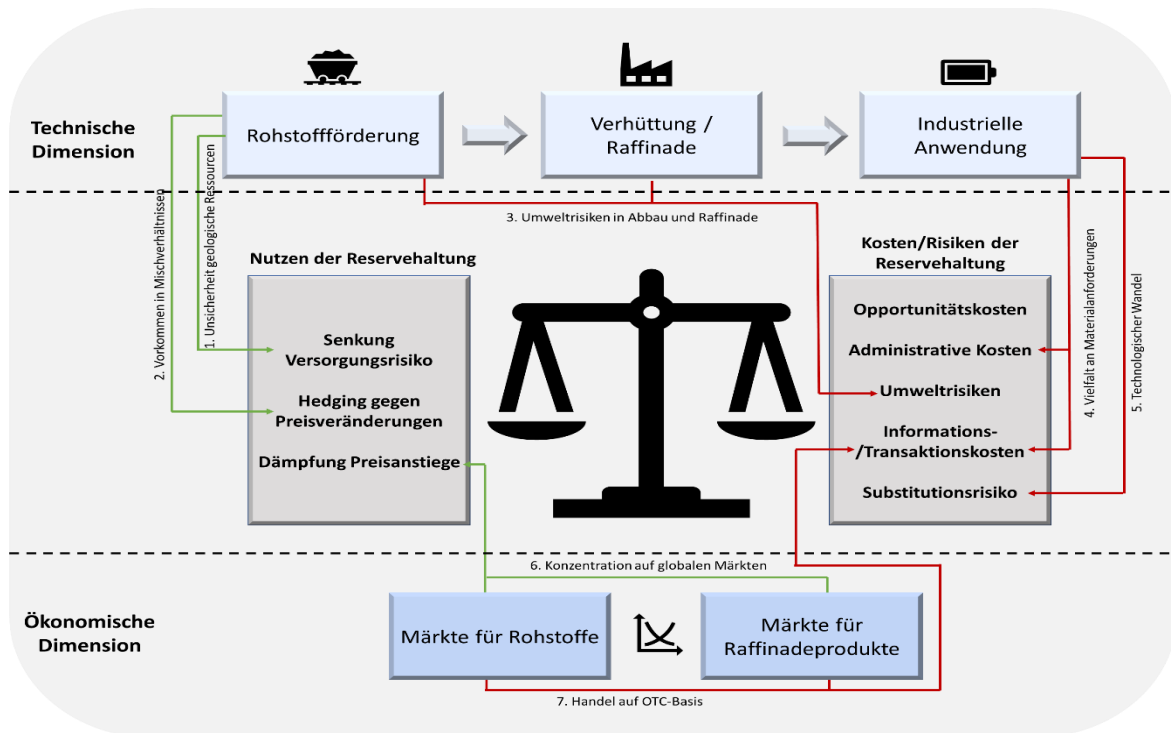 Technische
Dimension
Rohstoffförderung
Verhüttung /
Raffinade
Industrielle
Anwendung
2. Vorkommen in Mischverhältnissen
1. Unsicherheit geologische Ressourcen
3. Umweltrisiken in Abbau und Raffinade
Nutzen der Reservehaltung
Senkung
Versorgungsrisiko
Hedging gegen
Preisveränderungen
Dämpfung Preisanstiege
Kosten/Risiken der
Reservehaltung
Opportunitätskosten
Administrative Kosten
Umweltrisiken
Informations-
/Transaktionskosten
Substitutionsrisiko
4. Vielfalt an Materialanforderungen
5. Technologischer Wandel
6. Konzentration auf globalen Märkten
Ökonomische
Dimension
Märkte für Rohstoffe
Märkte für
Raffinadeprodukte
7. Handel auf OTC-Basis